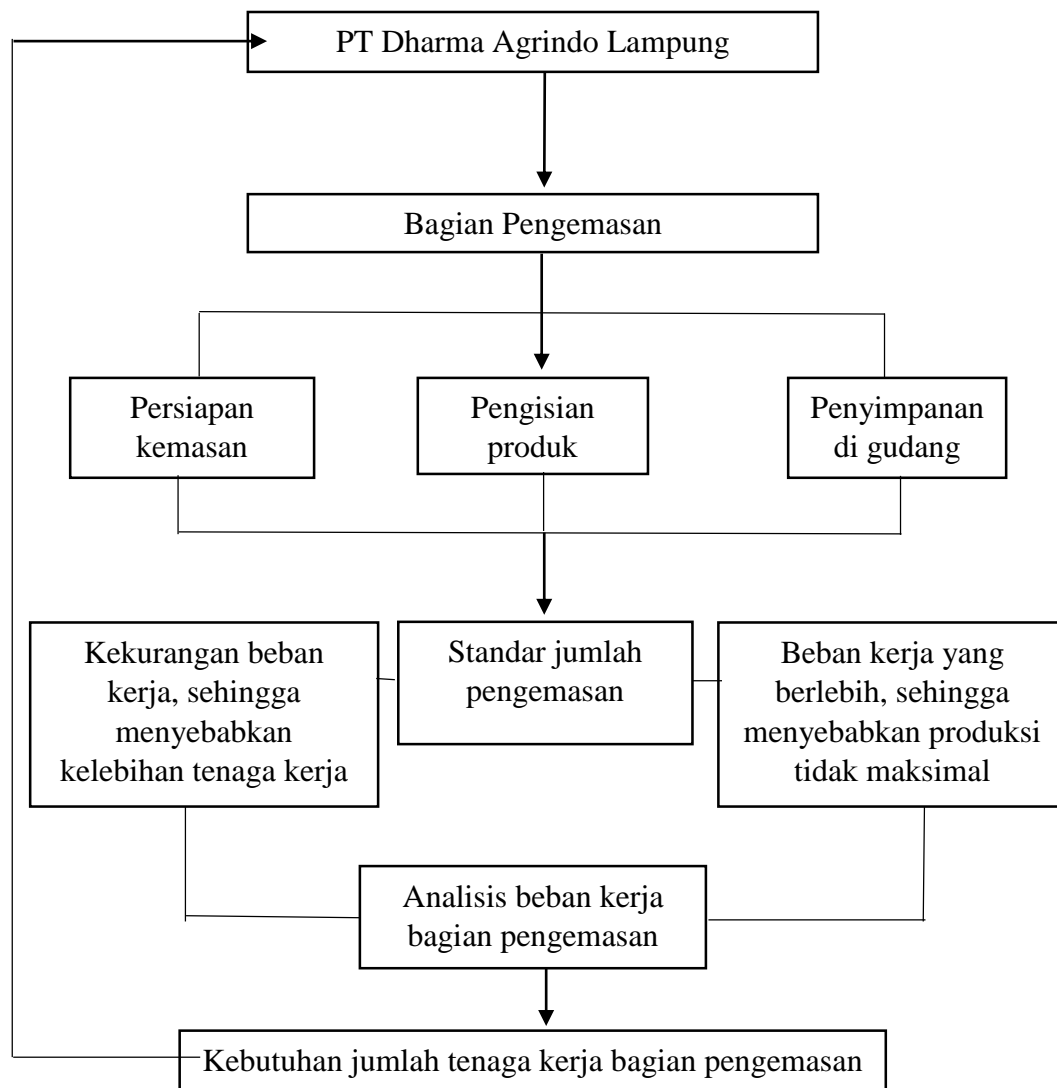 PT Dharma Agrindo Lampung
Bagian Pengemasan
Persiapan
kemasan
Pengisian
produk
Penyimpanan
di gudang
Kekurangan beban
kerja, sehingga
menyebabkan
kelebihan tenaga kerja
Standar jumlah
pengemasan
Beban kerja yang
berlebih, sehingga
menyebabkan produksi
tidak maksimal
Analisis beban kerja
bagian pengemasan
Kebutuhan jumlah tenaga kerja bagian pengemasan